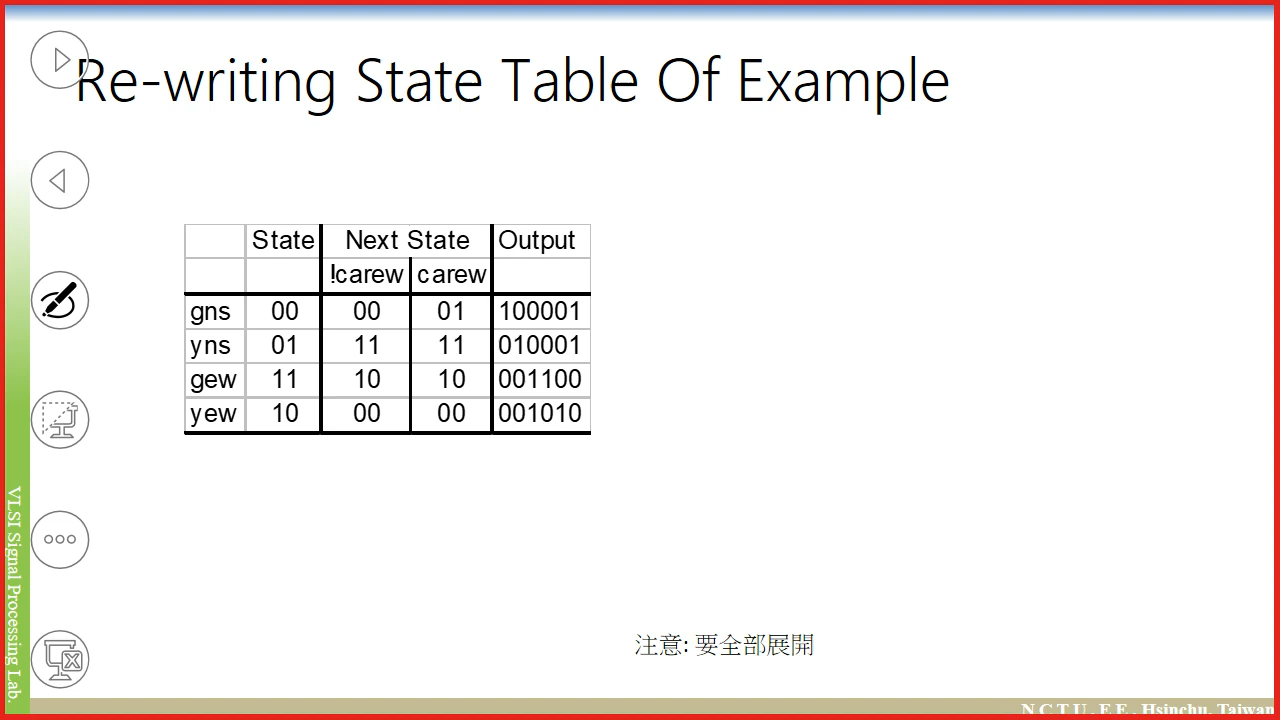 Re-writing State Table Of Example
State Next State Output
!carew carew
gns 00 00 01 100001
yns 01 11 11 010001
gew 11 10 10 001100
yew 10 00 00 001010
注意: 要全部展開
VLSI Signal Processing Lab.
N C T U . E E , Hsinchu, Taiwan